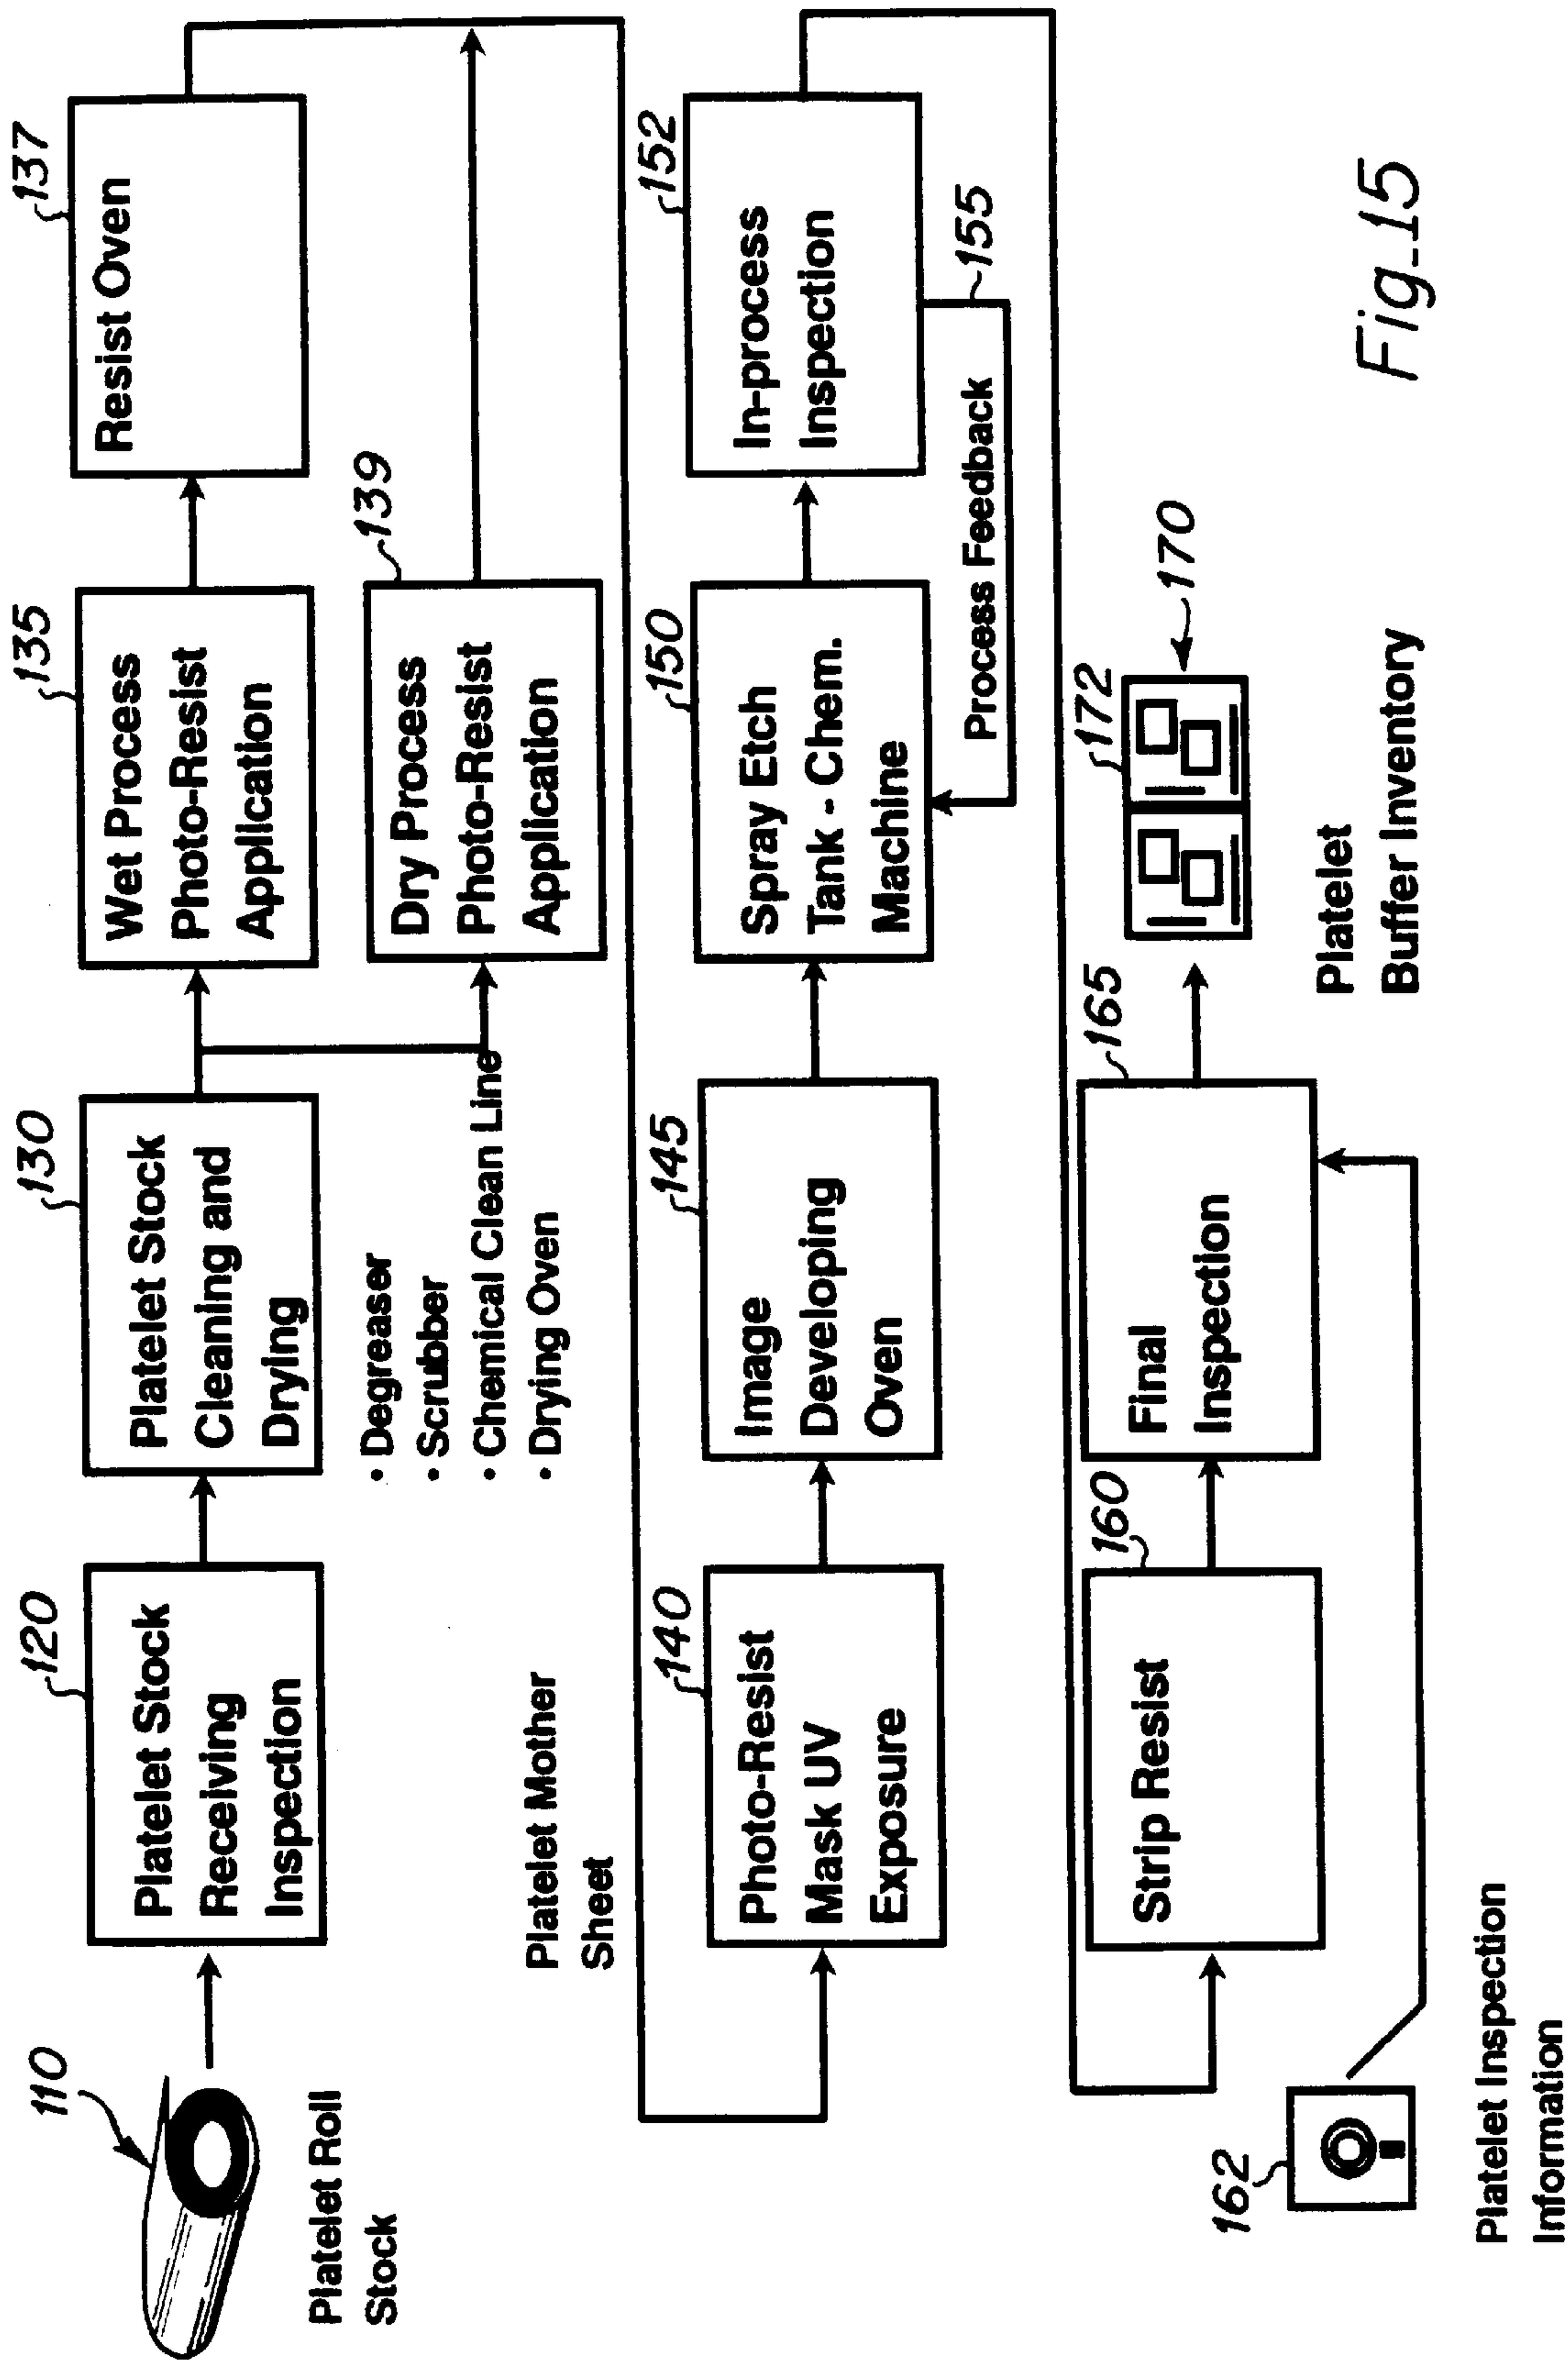 110
Platelet Roll
Stock
120
Platelet Stock
Receiving
Inspection
130
Platelet Stock
Cleaning and
Drying
• Degreaser
• Scrubber
• Chemical Clean Line
• Drying Oven
135
Wet Process
Photo-Resist
Application
137
Resist Oven
139
Dry Process
Photo-Resist
Application
Platelet Mother
Sheet
140
Photo-Resist
Mask UV
Exposure
145
Image
Developing
Oven
150
Spray Etch
Tank - Chem.
Machine
152
In-process
Inspection
155
Process Feedback
160
Strip Resist
162
Platelet Inspection
Information
165
Final
Inspection
172
170
Platelet
Buffer Inventory
Fig_15